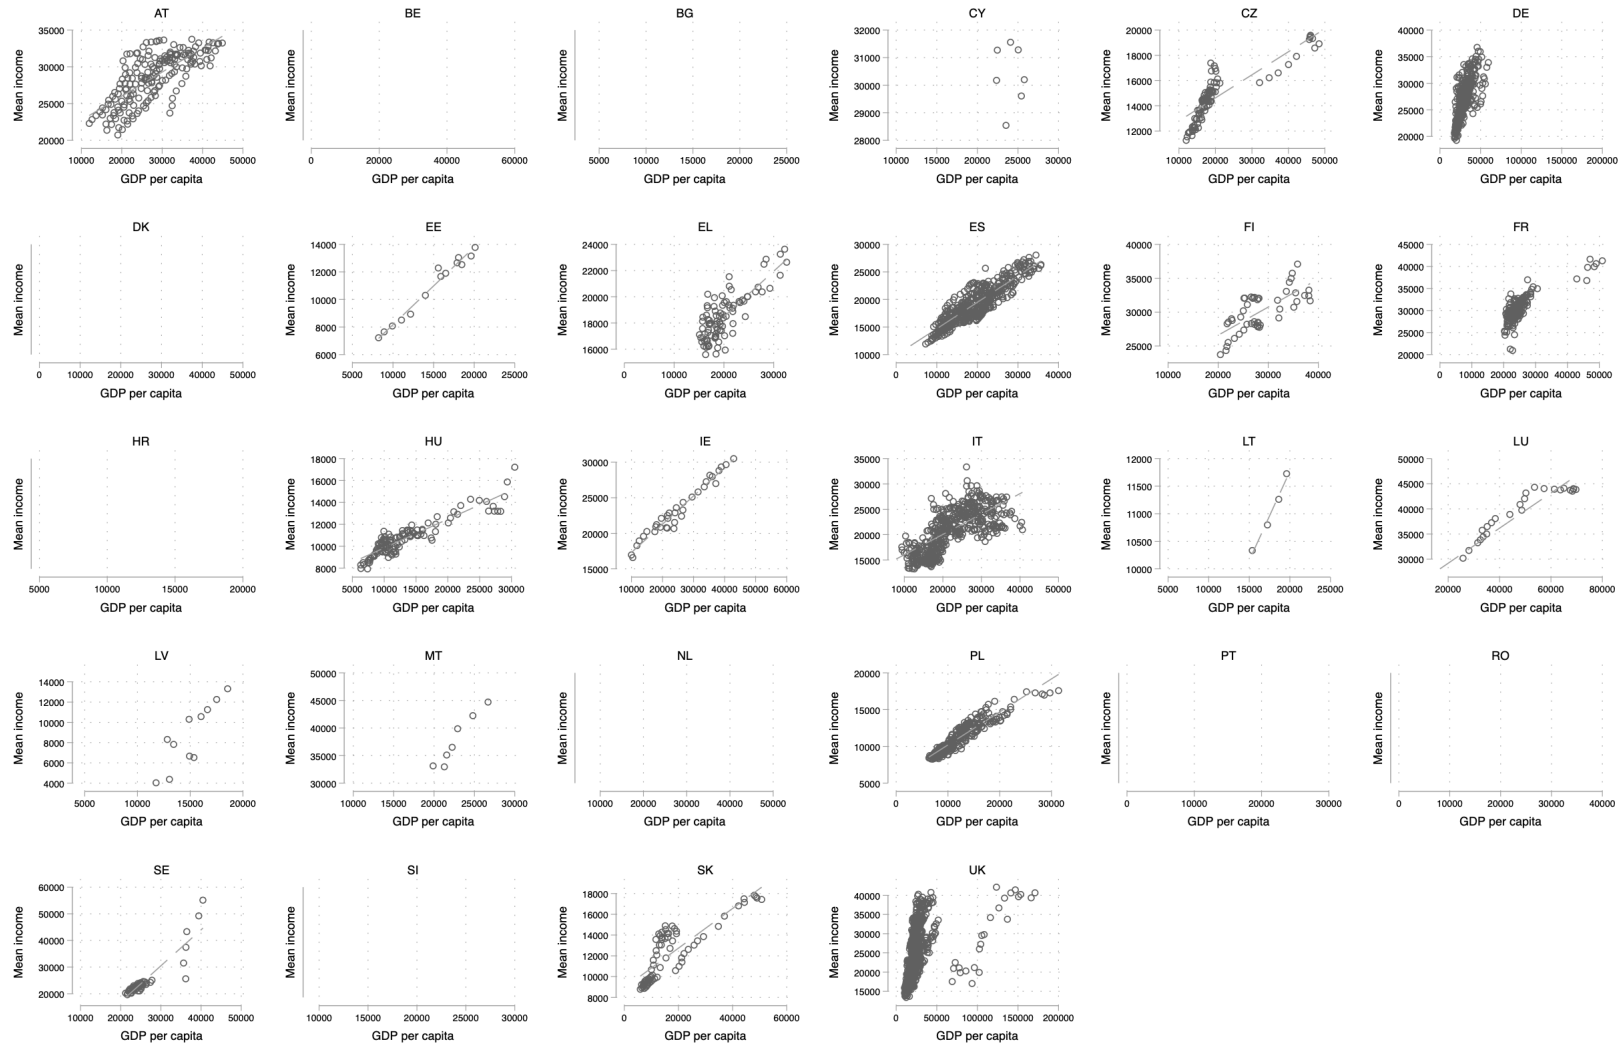 AT
Mean income
35000
30000
25000
20000
10000 20000 30000 40000 50000
GDP per capita
BE
Mean income
0 20000 40000 60000
GDP per capita
BG
Mean income
5000 10000 15000 20000 25000
GDP per capita
CY
Mean income
32000
31000
30000
29000
28000
10000 15000 20000 25000 30000
GDP per capita
CZ
Mean income
20000
18000
16000
14000
12000
10000 20000 30000 40000 50000
GDP per capita
DE
Mean income
40000
35000
30000
25000
20000
0 50000 100000 150000 200000
GDP per capita
DK
Mean income
0 10000 20000 30000 40000 50000
GDP per capita
EE
Mean income
14000
12000
10000
8000
6000
5000 10000 15000 20000 25000
GDP per capita
EL
Mean income
24000
22000
20000
18000
16000
0 10000 20000 30000
GDP per capita
ES
Mean income
30000
25000
20000
15000
10000
0 10000 20000 30000 40000
GDP per capita
FI
Mean income
40000
35000
30000
25000
10000 20000 30000 40000
GDP per capita
FR
Mean income
45000
40000
35000
30000
25000
20000
0 10000 20000 30000 40000 50000
GDP per capita
HR
Mean income
5000 10000 15000 20000
GDP per capita
HU
Mean income
18000
16000
14000
12000
10000
8000
5000 10000 15000 20000 25000 30000
GDP per capita
IE
Mean income
30000
25000
20000
15000
10000 20000 30000 40000 50000 60000
GDP per capita
IT
Mean income
35000
30000
25000
20000
15000
10000 20000 30000 40000 50000
GDP per capita
LT
Mean income
12000
11500
11000
10500
10000
5000 10000 15000 20000 25000
GDP per capita
LU
Mean income
50000
45000
40000
35000
30000
20000 40000 60000 80000
GDP per capita
LV
Mean income
14000
12000
10000
8000
6000
4000
5000 10000 15000 20000
GDP per capita
MT
Mean income
50000
45000
40000
35000
30000
10000 15000 20000 25000 30000
GDP per capita
NL
Mean income
10000 20000 30000 40000 50000
GDP per capita
PL
Mean income
20000
15000
10000
5000
0 10000 20000 30000
GDP per capita
PT
Mean income
0 10000 20000 30000
GDP per capita
RO
Mean income
0 10000 20000 30000 40000
GDP per capita
SE
Mean income
60000
50000
40000
30000
20000
10000 20000 30000 40000 50000
GDP per capita
SI
Mean income
10000 15000 20000 25000 30000
GDP per capita
SK
Mean income
18000
16000
14000
12000
10000
8000
0 20000 40000 60000
GDP per capita
UK
Mean income
40000
35000
30000
25000
20000
15000
0 50000 100000 150000 200000
GDP per capita